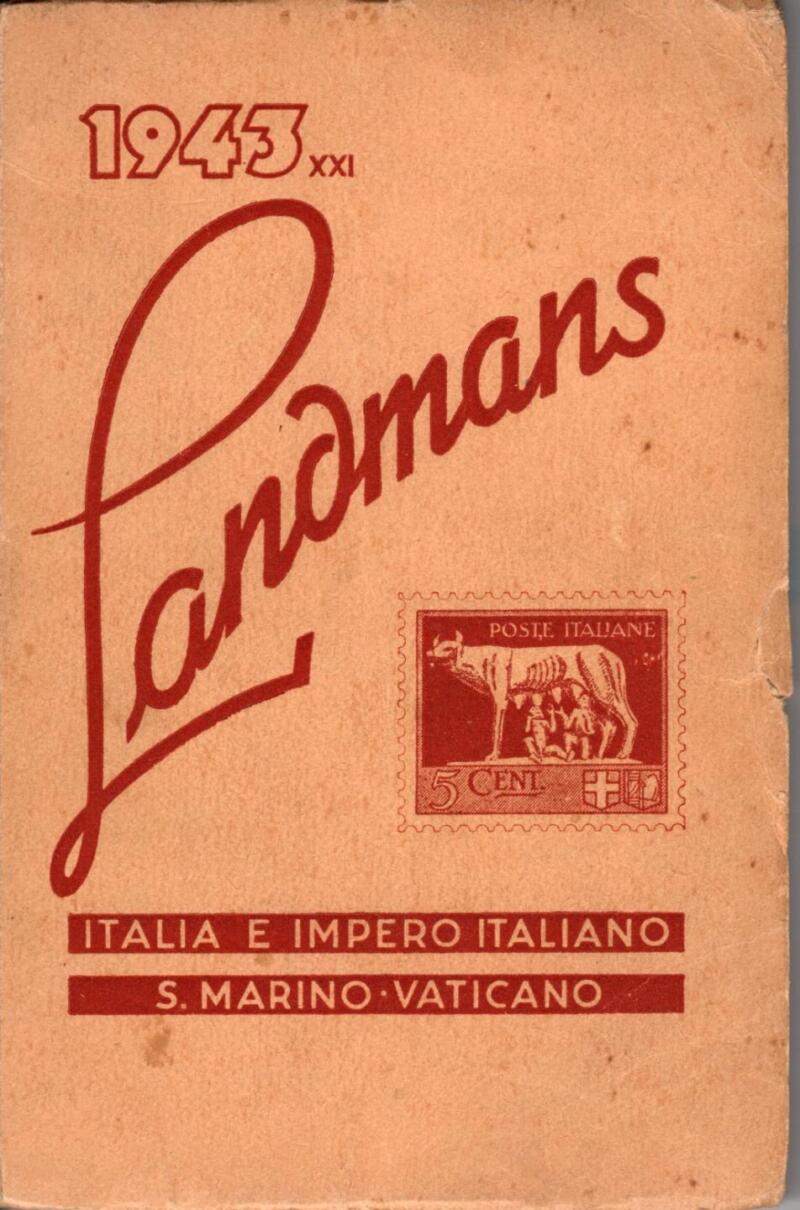 1943 XXI
Landmans
POSTE ITALIANE
5 CENT.
ITALIA E IMPERO ITALIANO
S. MARINO · VATICANO